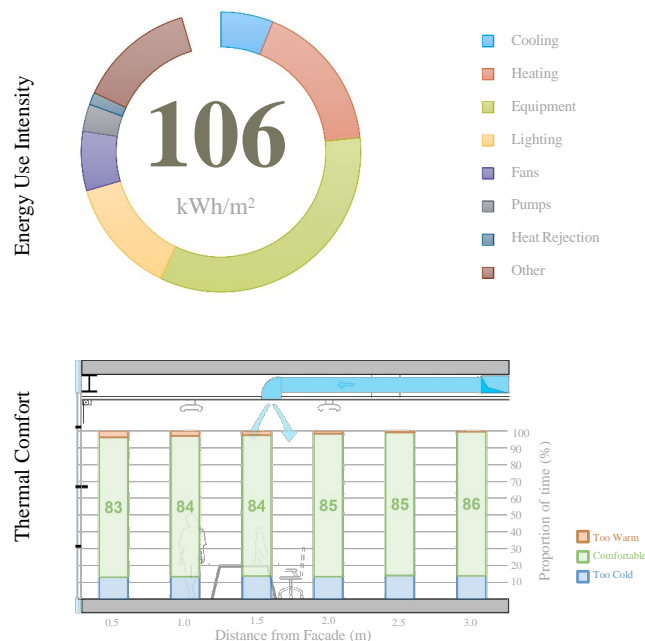 Energy Use Intensity
106
kWh/m²
Cooling
Heating
Equipment
Lighting
Fans
Pumps
Heat Rejection
Other
Thermal Comfort
83
84
84
85
85
86
100
90
80
70
60
50
40
30
20
10
Proportion of time (%)
Too Warm
Comfortable
Too Cold
0.5
1.0
1.5
2.0
2.5
3.0
Distance from Façade (m)